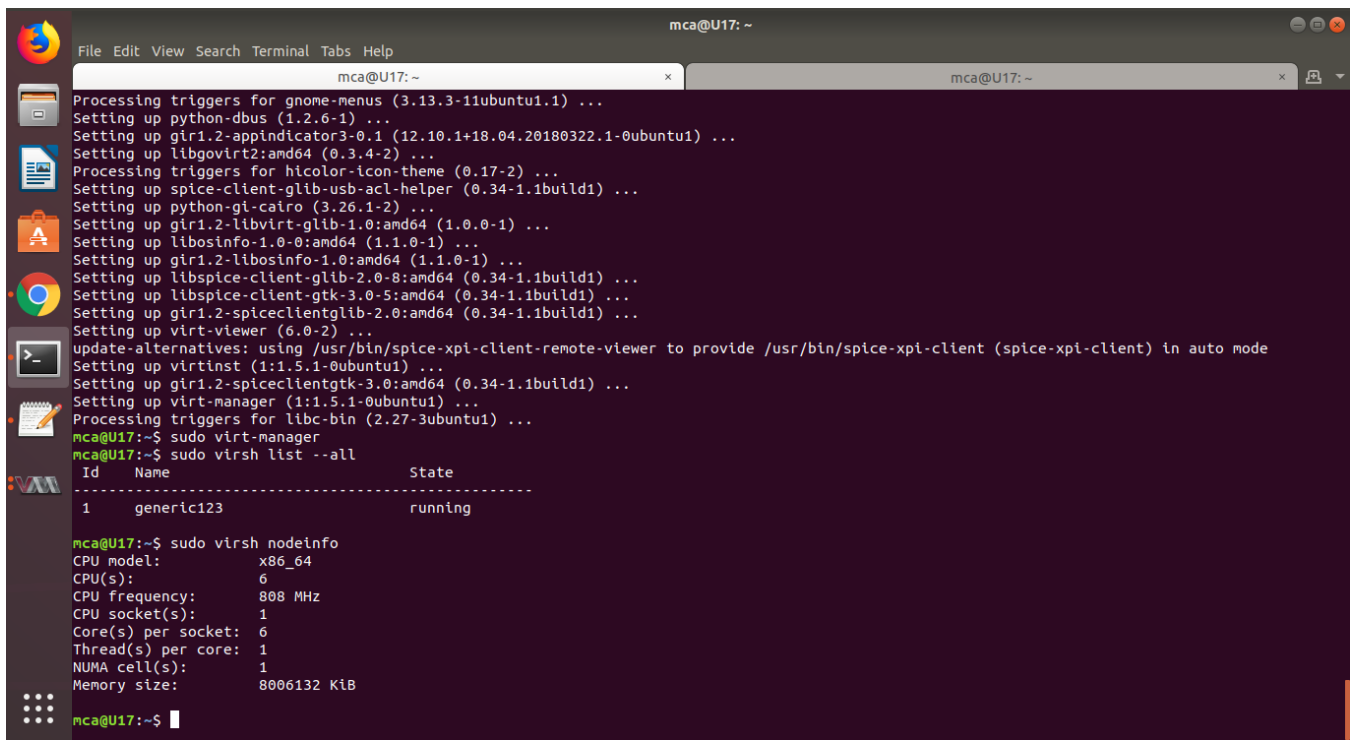 mca@U17: ~
File Edit View Search Terminal Tabs Help
mca@U17: ~ × mca@U17: ~ ×
Processing triggers for gnome-menus (3.13.3-11ubuntu1.1) ...
Setting up python-dbus (1.2.6-1) ...
Setting up gir1.2-appindicator3-0.1 (12.10.1+18.04.20180322.1-0ubuntu1) ...
Setting up libgovirt2:amd64 (0.3.4-2) ...
Processing triggers for hicolor-icon-theme (0.17-2) ...
Setting up spice-client-glib-usb-acl-helper (0.34-1.1build1) ...
Setting up python-gi-cairo (3.26.1-2) ...
Setting up gir1.2-libvirt-glib-1.0:amd64 (1.0.0-1) ...
Setting up libosinfo-1.0-0:amd64 (1.1.0-1) ...
Setting up gir1.2-libosinfo-1.0:amd64 (1.1.0-1) ...
Setting up libspice-client-glib-2.0-8:amd64 (0.34-1.1build1) ...
Setting up libspice-client-gtk-3.0-5:amd64 (0.34-1.1build1) ...
Setting up gir1.2-spiceclientglib-2.0:amd64 (0.34-1.1build1) ...
Setting up virt-viewer (6.0-2) ...
update-alternatives: using /usr/bin/spice-xpi-client-remote-viewer to provide /usr/bin/spice-xpi-client (spice-xpi-client) in auto mode
Setting up virtinst (1:1.5.1-0ubuntu1) ...
Setting up gir1.2-spiceclientgtk-3.0:amd64 (0.34-1.1build1) ...
Setting up virt-manager (1:1.5.1-0ubuntu1) ...
Processing triggers for libc-bin (2.27-3ubuntu1) ...
mca@U17:~$ sudo virt-manager
mca@U17:~$ sudo virsh list --all
 Id    Name                           State
----------------------------------------------------
 1     generic123                     running
mca@U17:~$ sudo virsh nodeinfo
CPU model:           x86_64
CPU(s):              6
CPU frequency:       808 MHz
CPU socket(s):       1
Core(s) per socket:  6
Thread(s) per core:  1
NUMA cell(s):        1
Memory size:         8006132 KiB
mca@U17:~$